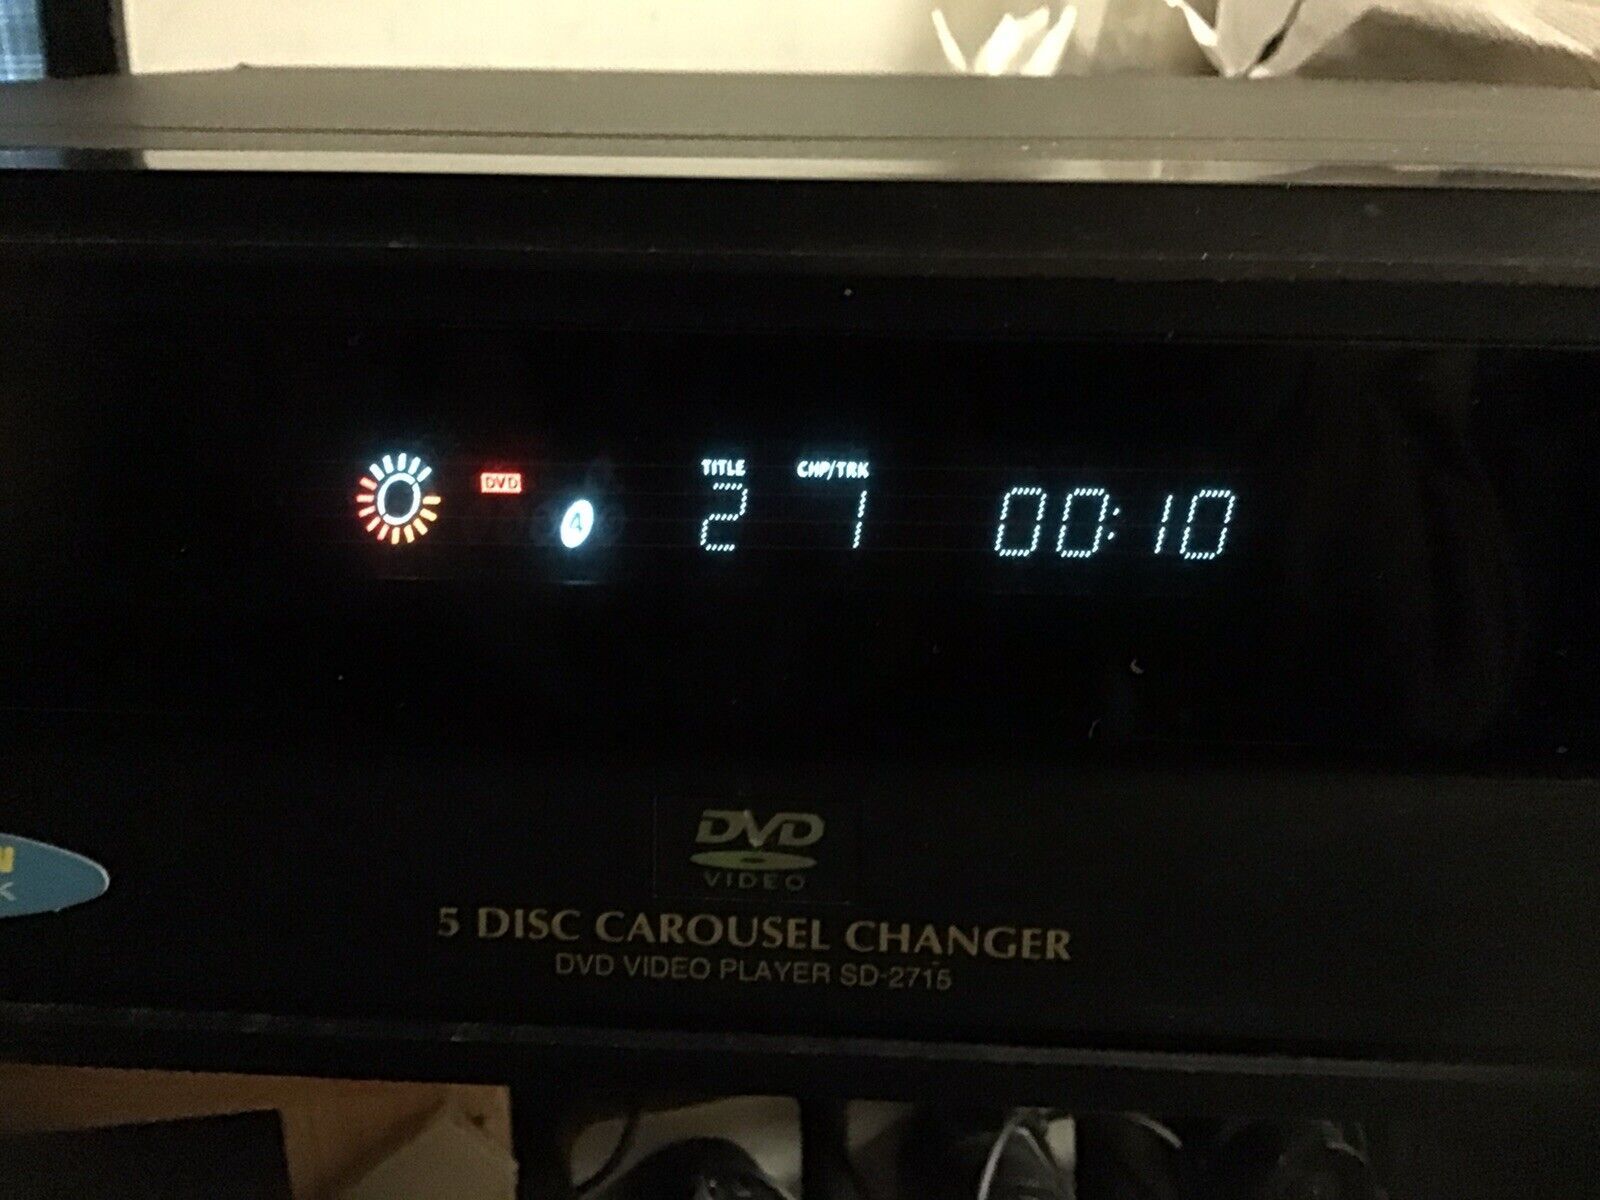 TITLE CHP/TRK
DVD
4 2 7 00:10
N
K
DVD
VIDEO
5 DISC CAROUSEL CHANGER
DVD VIDEO PLAYER SD-2715